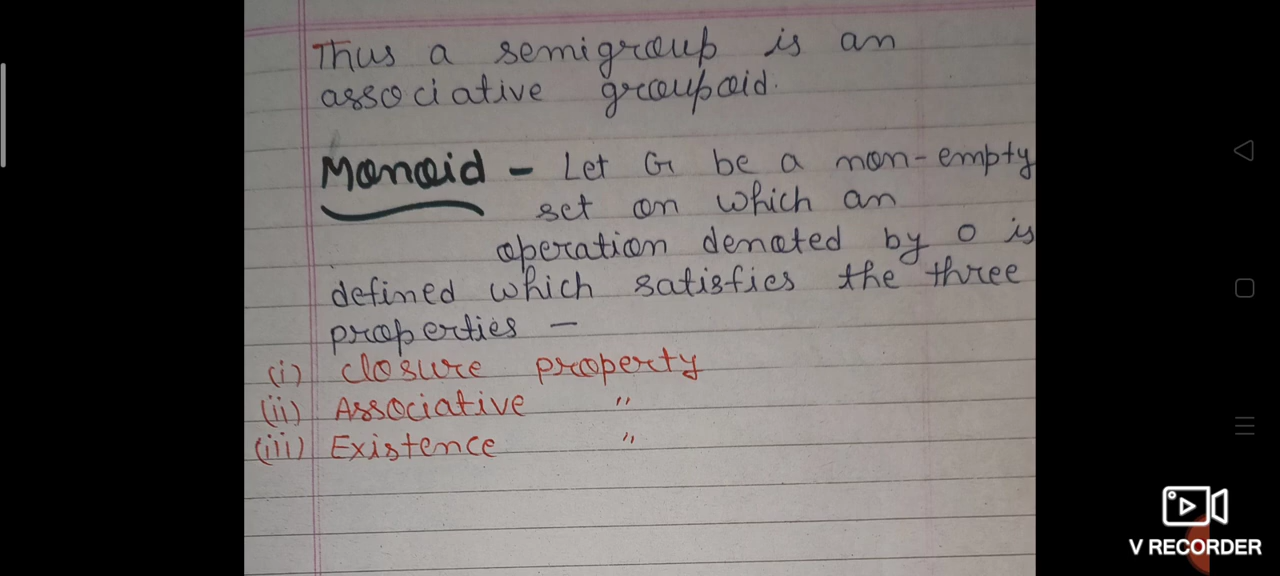 Thus a semigroup is an
associative groupoid.
Monoid - Let G be a non-empty
set on which an
operation denoted by o is
defined which satisfies the three
properties —
(i) closure property
(ii) Associative "
(iii) Existence "
V RECORDER